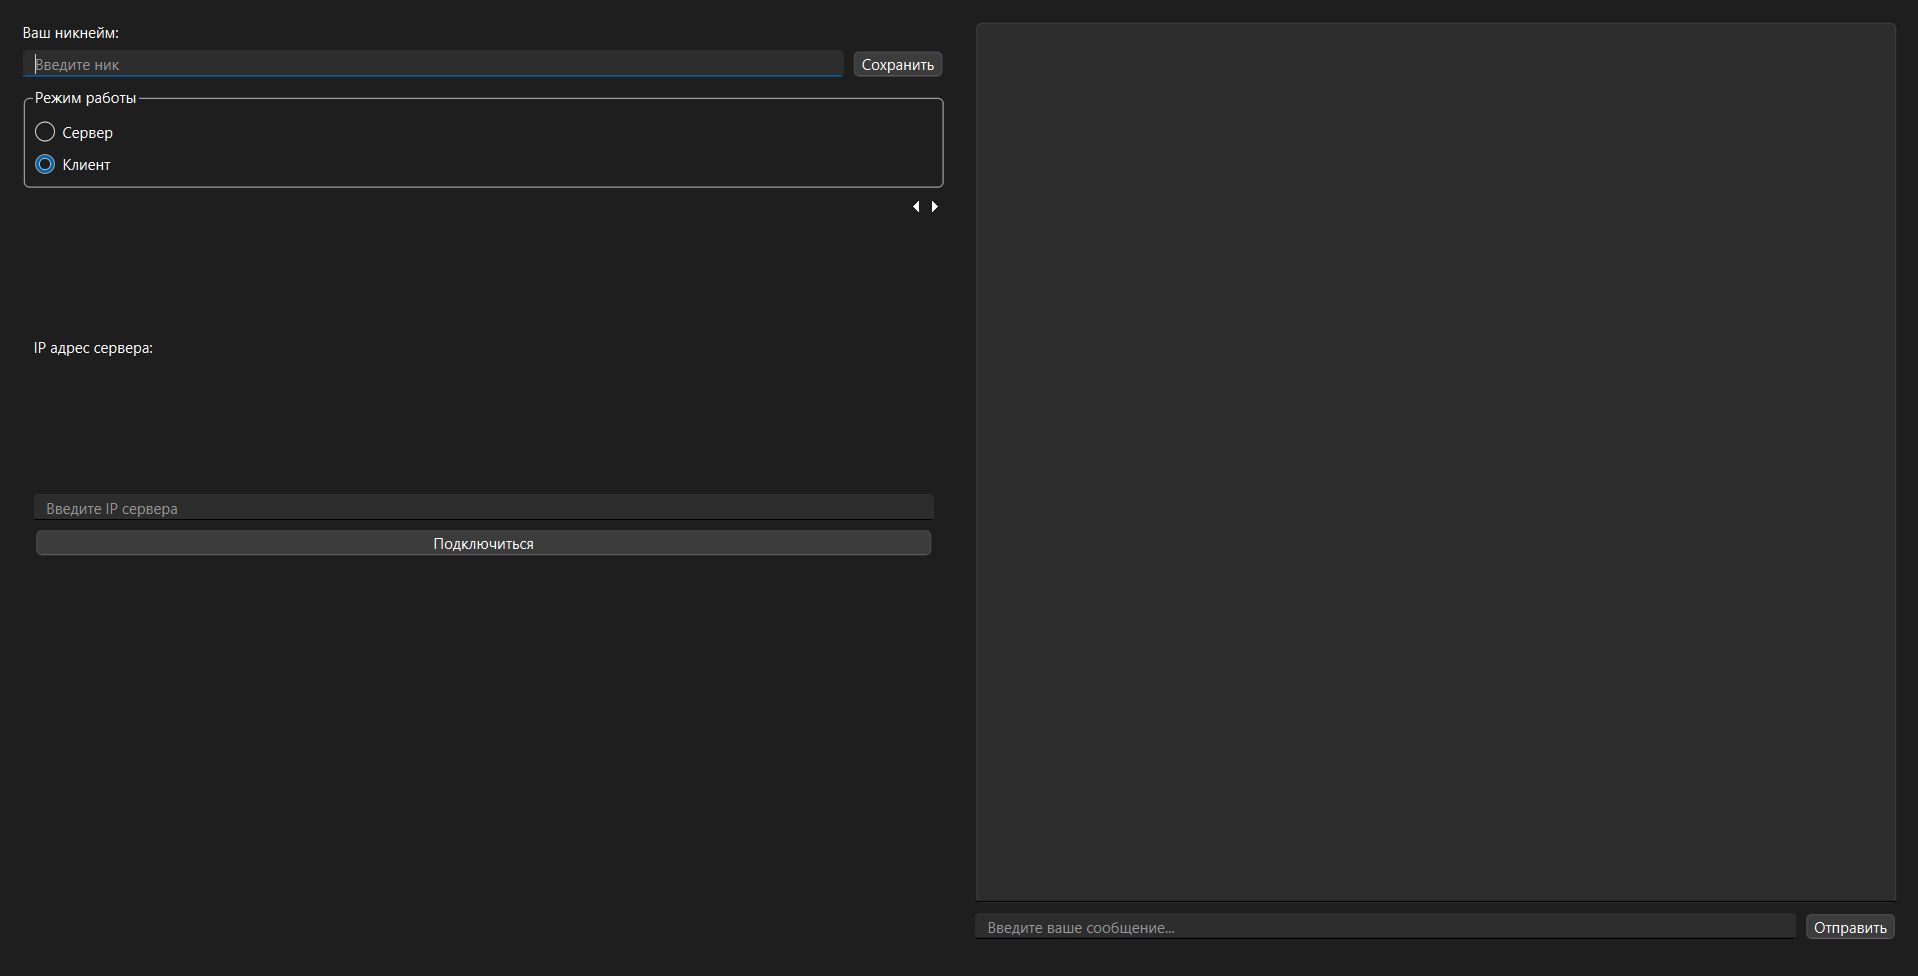 Ваш никнейм:
Введите ник
Сохранить
Режим работы
Сервер
Клиент
IP адрес сервера:
Введите IP сервера
Подключиться
Введите ваше сообщение...
Отправить